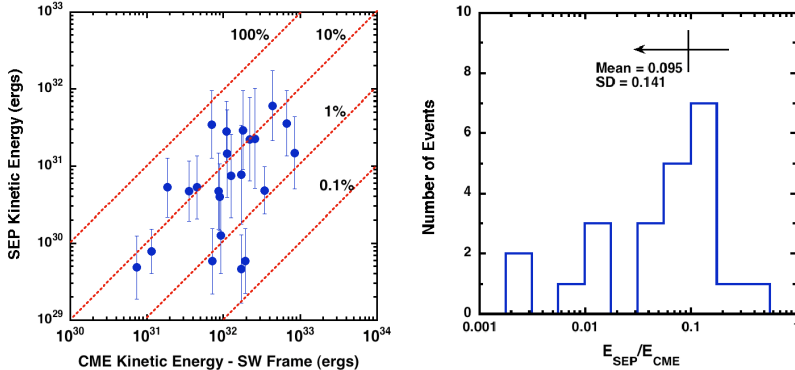 10^33
10^32
10^31
10^30
10^29
SEP Kinetic Energy (ergs)
100%
10%
1%
0.1%
10^30 10^31 10^32 10^33 10^34
CME Kinetic Energy - SW Frame (ergs)
10
8
6
4
2
0
Number of Events
Mean = 0.095
SD = 0.141
0.001 0.01 0.1
E_SEP/E_CME